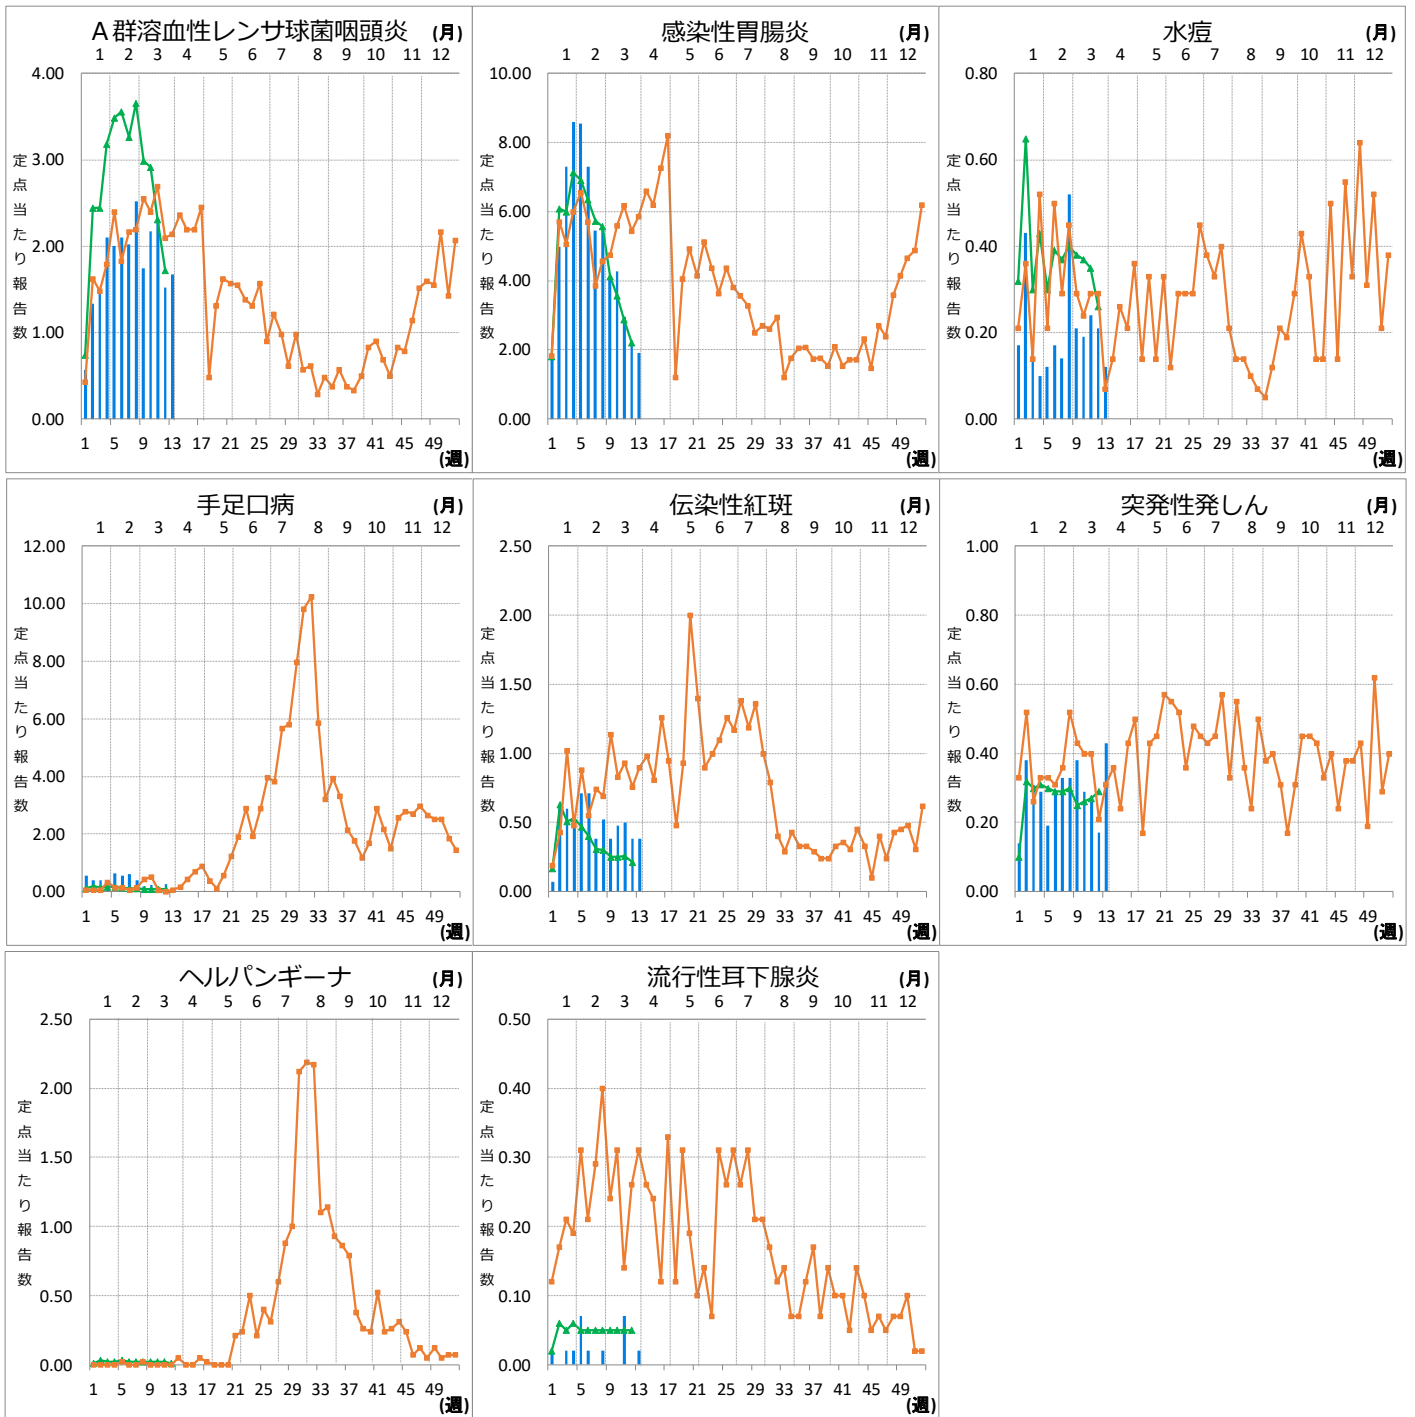 A群溶血性レンサ球菌咽頭炎 (月)
1 2 3 4 5 6 7 8 9 10 11 12
4.00
3.00
2.00
1.00
0.00
定点当たり報告数
1 5 9 13 17 21 25 29 33 37 41 45 49
(週)
感染性胃腸炎 (月)
1 2 3 4 5 6 7 8 9 10 11 12
10.00
8.00
6.00
4.00
2.00
0.00
定点当たり報告数
1 5 9 13 17 21 25 29 33 37 41 45 49
(週)
水痘 (月)
1 2 3 4 5 6 7 8 9 10 11 12
0.80
0.60
0.40
0.20
0.00
定点当たり報告数
1 5 9 13 17 21 25 29 33 37 41 45 49
(週)
手足口病 (月)
1 2 3 4 5 6 7 8 9 10 11 12
12.00
10.00
8.00
6.00
4.00
2.00
0.00
定点当たり報告数
1 5 9 13 17 21 25 29 33 37 41 45 49
(週)
伝染性紅斑 (月)
1 2 3 4 5 6 7 8 9 10 11 12
2.50
2.00
1.50
1.00
0.50
0.00
定点当たり報告数
1 5 9 13 17 21 25 29 33 37 41 45 49
(週)
突発性発しん (月)
1 2 3 4 5 6 7 8 9 10 11 12
1.00
0.80
0.60
0.40
0.20
0.00
定点当たり報告数
1 5 9 13 17 21 25 29 33 37 41 45 49
(週)
ヘルパンギーナ (月)
1 2 3 4 5 6 7 8 9 10 11 12
2.50
2.00
1.50
1.00
0.50
0.00
定点当たり報告数
1 5 9 13 17 21 25 29 33 37 41 45 49
(週)
流行性耳下腺炎 (月)
1 2 3 4 5 6 7 8 9 10 11 12
0.50
0.40
0.30
0.20
0.10
0.00
定点当たり報告数
1 5 9 13 17 21 25 29 33 37 41 45 49
(週)